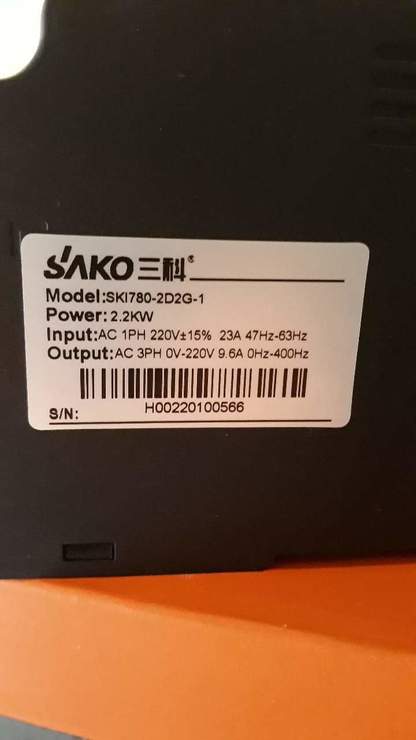 SAKO三科®
Model:SKI780-2D2G-1
Power:2.2KW
Input:AC 1PH 220V±15% 23A 47Hz-63Hz
Output:AC 3PH 0V-220V 9.6A 0Hz-400Hz
S/N: H00220100566